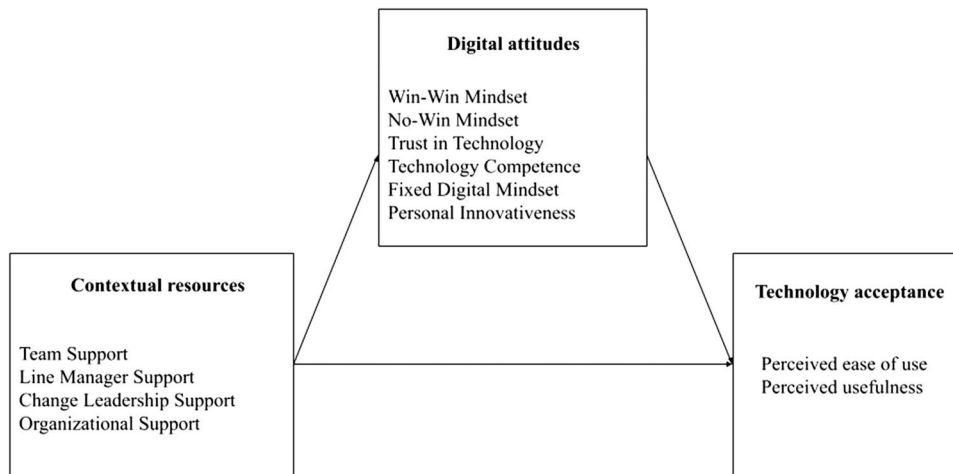 Digital attitudes
Win-Win Mindset
No-Win Mindset
Trust in Technology
Technology Competence
Fixed Digital Mindset
Personal Innovativeness
Contextual resources
Team Support
Line Manager Support
Change Leadership Support
Organizational Support
Technology acceptance
Perceived ease of use
Perceived usefulness